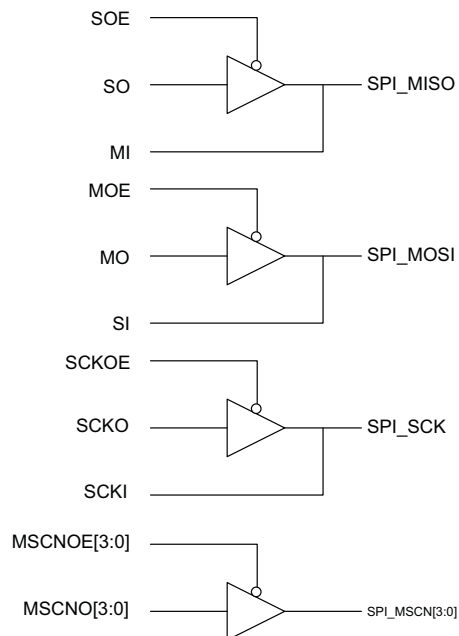 SOE
SO
SPI_MISO
MI
MOE
MO
SPI_MOSI
SI
SCKOE
SCKO
SPI_SCK
SCKI
MSCNOE[3:0]
MSCNO[3:0]
SPI_MSCN[3:0]